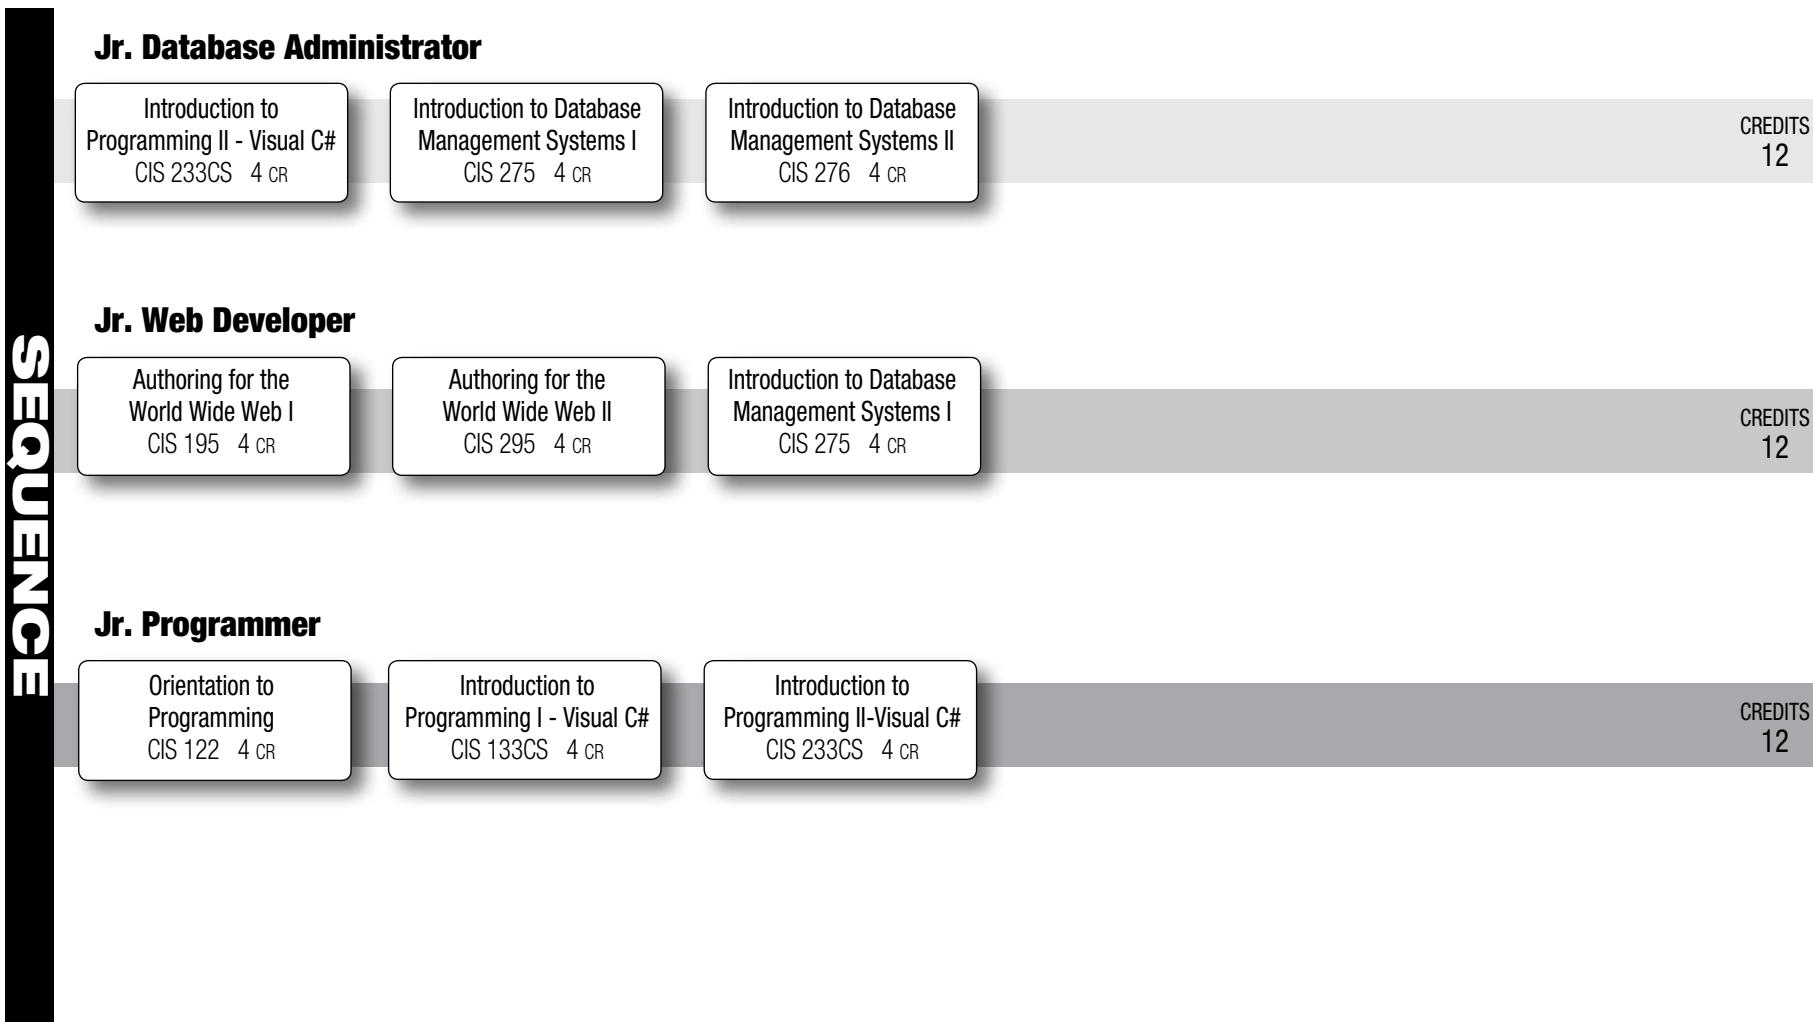 SEQUENCE
Jr. Database Administrator
Introduction to
Programming II - Visual C#
CIS 233CS 4 CR
Introduction to Database
Management Systems I
CIS 275 4 CR
Introduction to Database
Management Systems II
CIS 276 4 CR
CREDITS
12
Jr. Web Developer
Authoring for the
World Wide Web I
CIS 195 4 CR
Authoring for the
World Wide Web II
CIS 295 4 CR
Introduction to Database
Management Systems I
CIS 275 4 CR
CREDITS
12
Jr. Programmer
Orientation to
Programming
CIS 122 4 CR
Introduction to
Programming I - Visual C#
CIS 133CS 4 CR
Introduction to
Programming II-Visual C#
CIS 233CS 4 CR
CREDITS
12